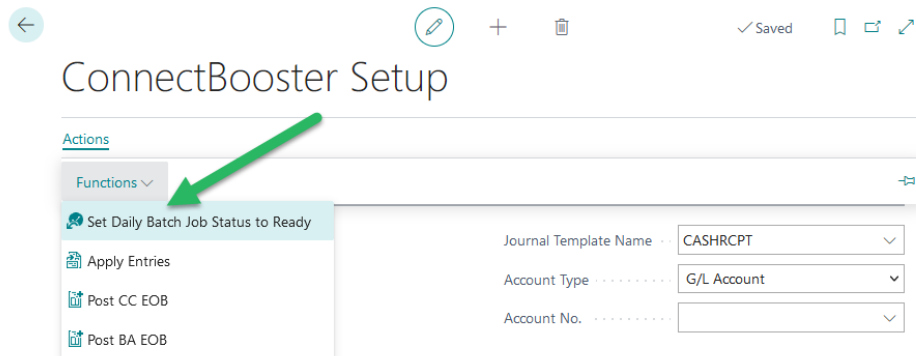 Saved
ConnectBooster Setup
Actions
Functions
Set Daily Batch Job Status to Ready
Apply Entries
Post CC EOB
Post BA EOB
Journal Template Name CASHRCPT
Account Type G/L Account
Account No.